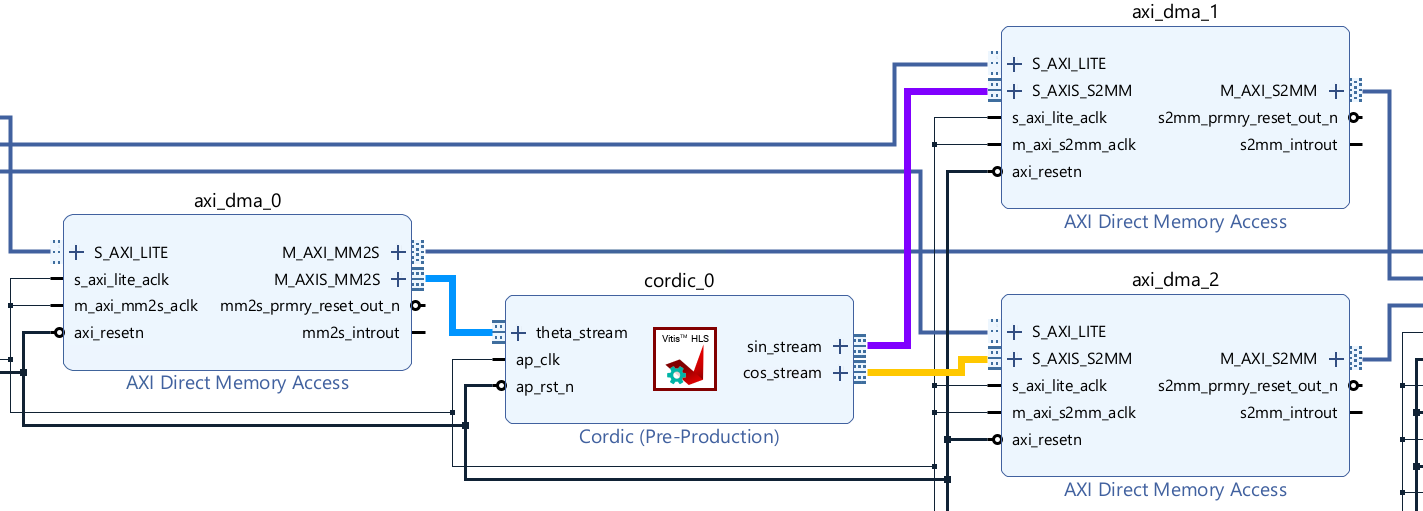 axi_dma_1
S_AXI_LITE
S_AXIS_S2MM M_AXI_S2MM
s_axi_lite_aclk s2mm_prmry_reset_out_n
m_axi_s2mm_aclk s2mm_introut
axi_resetn
AXI Direct Memory Access
axi_dma_0
S_AXI_LITE M_AXI_MM2S
s_axi_lite_aclk M_AXIS_MM2S
m_axi_mm2s_aclk mm2s_prmry_reset_out_n
axi_resetn mm2s_introut
AXI Direct Memory Access
cordic_0
theta_stream
ap_clk
ap_rst_n
Vitis™ HLS
sin_stream
cos_stream
Cordic (Pre-Production)
axi_dma_2
S_AXI_LITE
S_AXIS_S2MM M_AXI_S2MM
s_axi_lite_aclk s2mm_prmry_reset_out_n
m_axi_s2mm_aclk s2mm_introut
axi_resetn
AXI Direct Memory Access